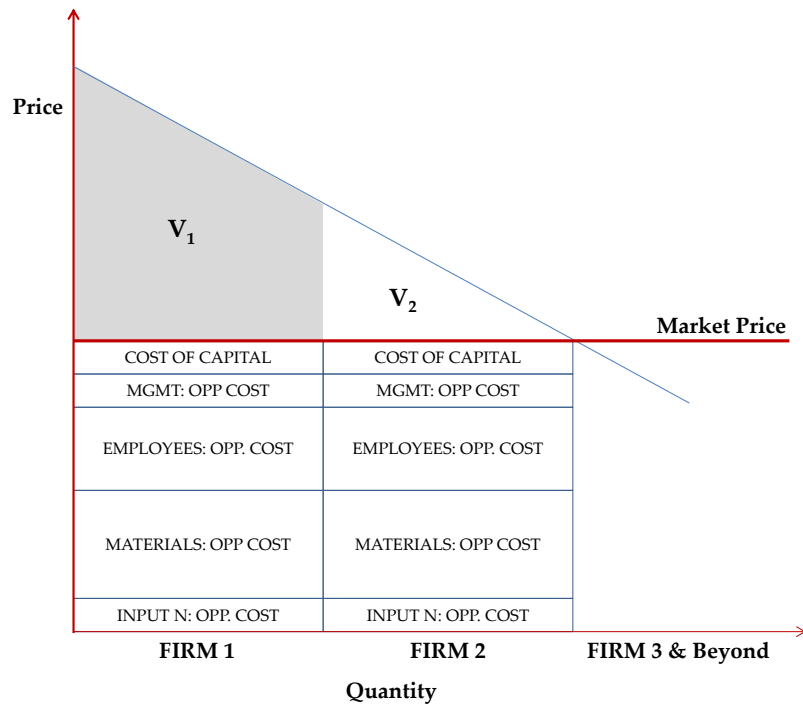 Price
V1
V2
Market Price
COST OF CAPITAL COST OF CAPITAL
MGMT: OPP COST MGMT: OPP COST
EMPLOYEES: OPP. COST EMPLOYEES: OPP. COST
MATERIALS: OPP COST MATERIALS: OPP COST
INPUT N: OPP. COST INPUT N: OPP. COST
FIRM 1 FIRM 2 FIRM 3 & Beyond
Quantity